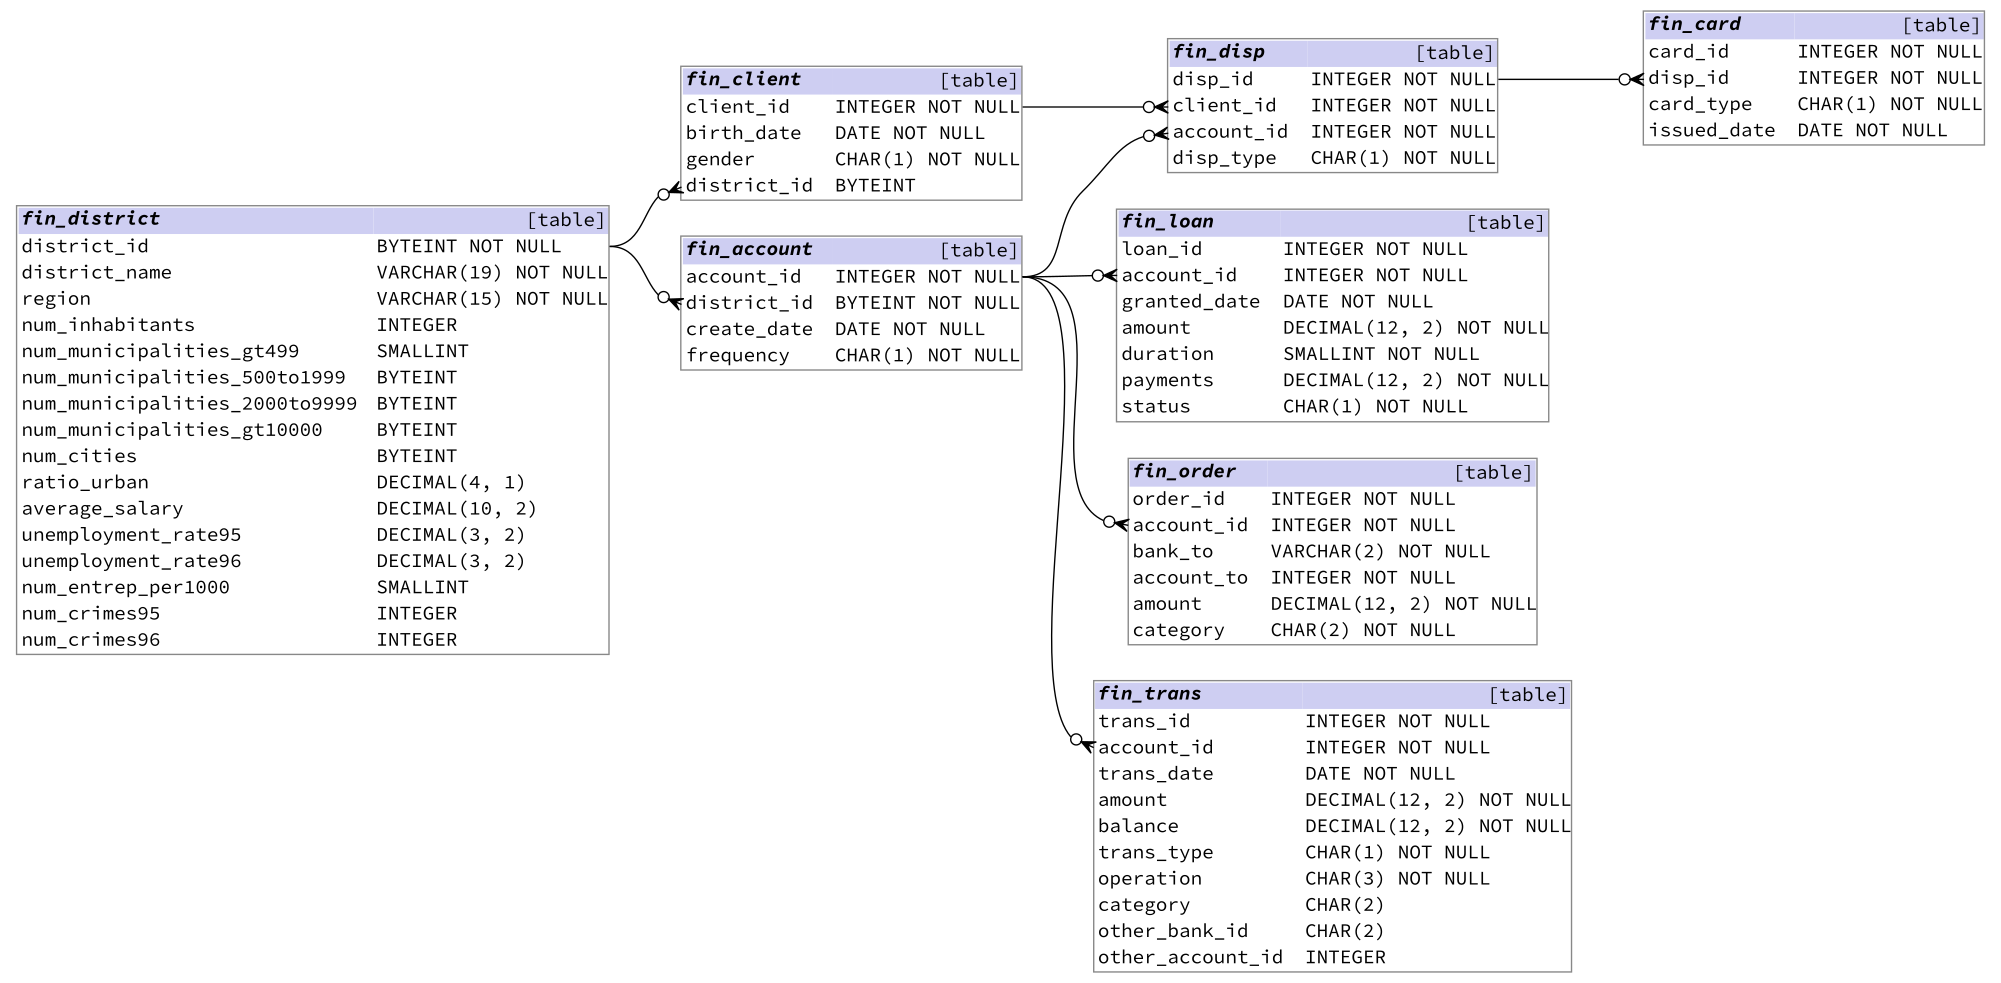 fin_district [table]
district_id BYTEINT NOT NULL
district_name VARCHAR(19) NOT NULL
region VARCHAR(15) NOT NULL
num_inhabitants INTEGER
num_municipalities_gt499 SMALLINT
num_municipalities_500to1999 BYTEINT
num_municipalities_2000to9999 BYTEINT
num_municipalities_gt10000 BYTEINT
num_cities BYTEINT
ratio_urban DECIMAL(4, 1)
average_salary DECIMAL(10, 2)
unemployment_rate95 DECIMAL(3, 2)
unemployment_rate96 DECIMAL(3, 2)
num_entrep_per1000 SMALLINT
num_crimes95 INTEGER
num_crimes96 INTEGER
fin_client [table]
client_id INTEGER NOT NULL
birth_date DATE NOT NULL
gender CHAR(1) NOT NULL
district_id BYTEINT
fin_account [table]
account_id INTEGER NOT NULL
district_id BYTEINT NOT NULL
create_date DATE NOT NULL
frequency CHAR(1) NOT NULL
fin_disp [table]
disp_id INTEGER NOT NULL
client_id INTEGER NOT NULL
account_id INTEGER NOT NULL
disp_type CHAR(1) NOT NULL
fin_loan [table]
loan_id INTEGER NOT NULL
account_id INTEGER NOT NULL
granted_date DATE NOT NULL
amount DECIMAL(12, 2) NOT NULL
duration SMALLINT NOT NULL
payments DECIMAL(12, 2) NOT NULL
status CHAR(1) NOT NULL
fin_order [table]
order_id INTEGER NOT NULL
account_id INTEGER NOT NULL
bank_to VARCHAR(2) NOT NULL
account_to INTEGER NOT NULL
amount DECIMAL(12, 2) NOT NULL
category CHAR(2) NOT NULL
fin_trans [table]
trans_id INTEGER NOT NULL
account_id INTEGER NOT NULL
trans_date DATE NOT NULL
amount DECIMAL(12, 2) NOT NULL
balance DECIMAL(12, 2) NOT NULL
trans_type CHAR(1) NOT NULL
operation CHAR(3) NOT NULL
category CHAR(2)
other_bank_id CHAR(2)
other_account_id INTEGER
fin_card [table]
card_id INTEGER NOT NULL
disp_id INTEGER NOT NULL
card_type CHAR(1) NOT NULL
issued_date DATE NOT NULL